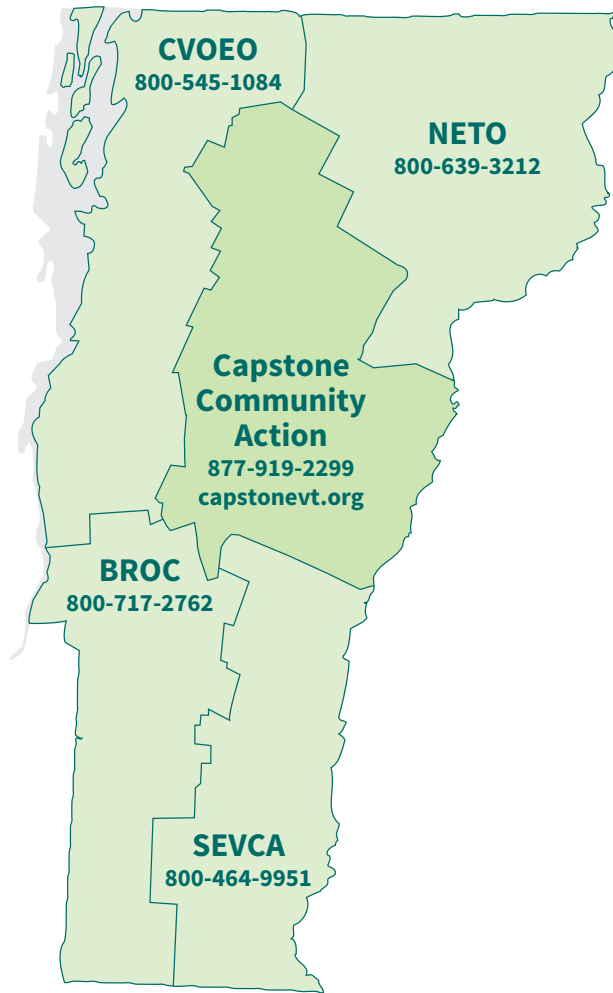 CVOEO
800-545-1084
NETO
800-639-3212
Capstone
Community
Action
877-919-2299
capstonevt.org
BROC
800-717-2762
SEVCA
800-464-9951